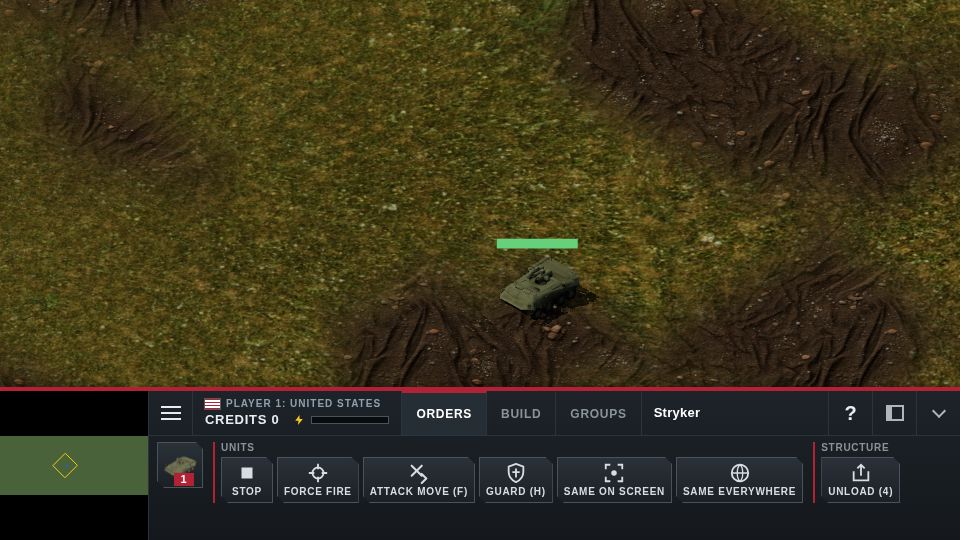 PLAYER 1: UNITED STATES
CREDITS 0
ORDERS
BUILD
GROUPS
Stryker
?
UNITS
STRUCTURE
1
STOP
FORCE FIRE
ATTACK MOVE (F)
GUARD (H)
SAME ON SCREEN
SAME EVERYWHERE
UNLOAD (4)